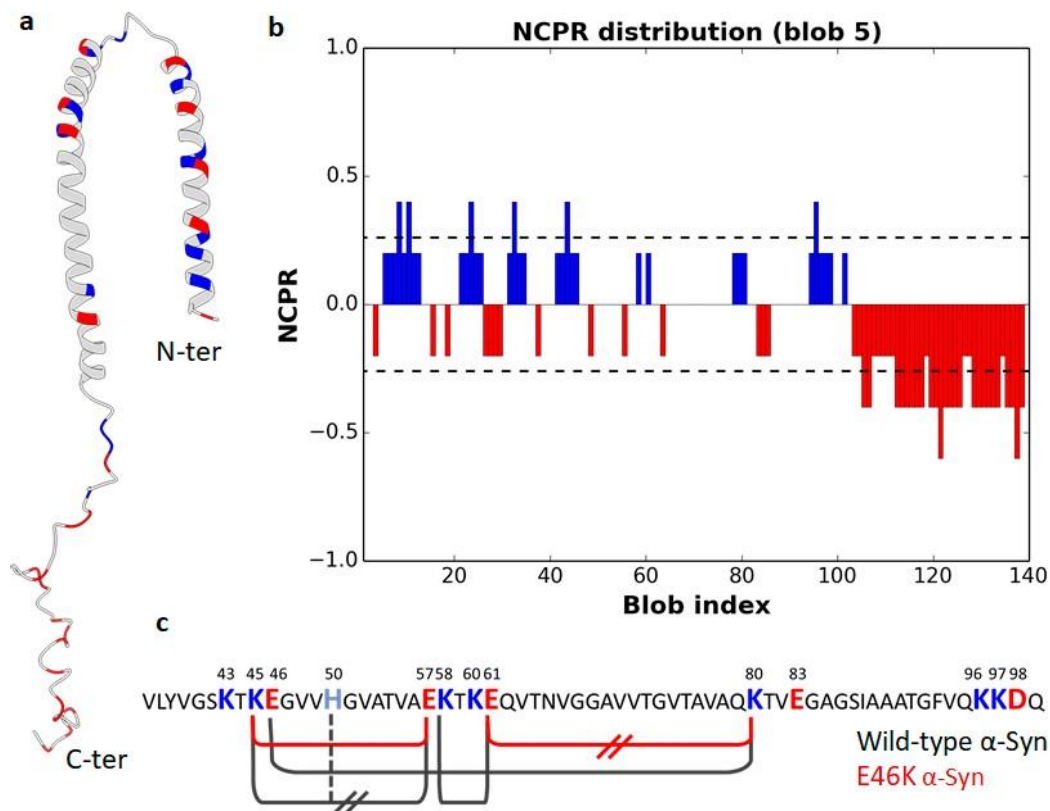 a
N-ter
C-ter
b
NCPR distribution (blob 5)
1.0
0.5
0.0
−0.5
−1.0
NCPR
20 40 60 80 100 120 140
Blob index
c
43 45 46 50 57 58 60 61 80 83 96 97 98
VLYVGSKTKEGVVHGVATVAEKTKEQVTNVGGAVVTGVTAVAQKTVEGAGSIAAATGFVQKKDQ
Wild-type α-Syn
E46K α-Syn